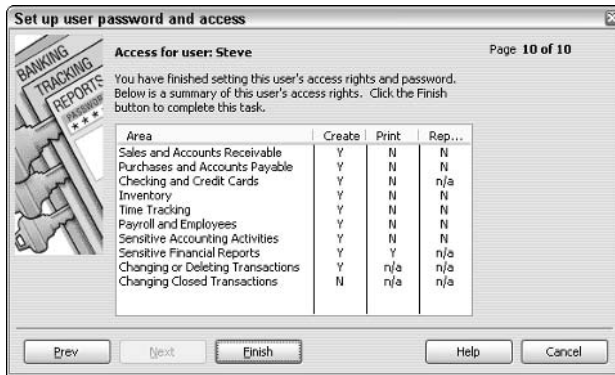 Set up user password and access
BANKING
TRACKING
REPORTS
PASSWORD
* * * *
Access for user: Steve
Page 10 of 10
You have finished setting this user's access rights and password.
Below is a summary of this user's access rights. Click the Finish
button to complete this task.
Area Create Print Rep...
Sales and Accounts Receivable Y N N
Purchases and Accounts Payable Y N N
Checking and Credit Cards Y N n/a
Inventory Y N N
Time Tracking Y N N
Payroll and Employees Y N N
Sensitive Accounting Activities Y N N
Sensitive Financial Reports Y Y n/a
Changing or Deleting Transactions Y n/a n/a
Changing Closed Transactions N n/a n/a
Prev Next Finish Help Cancel